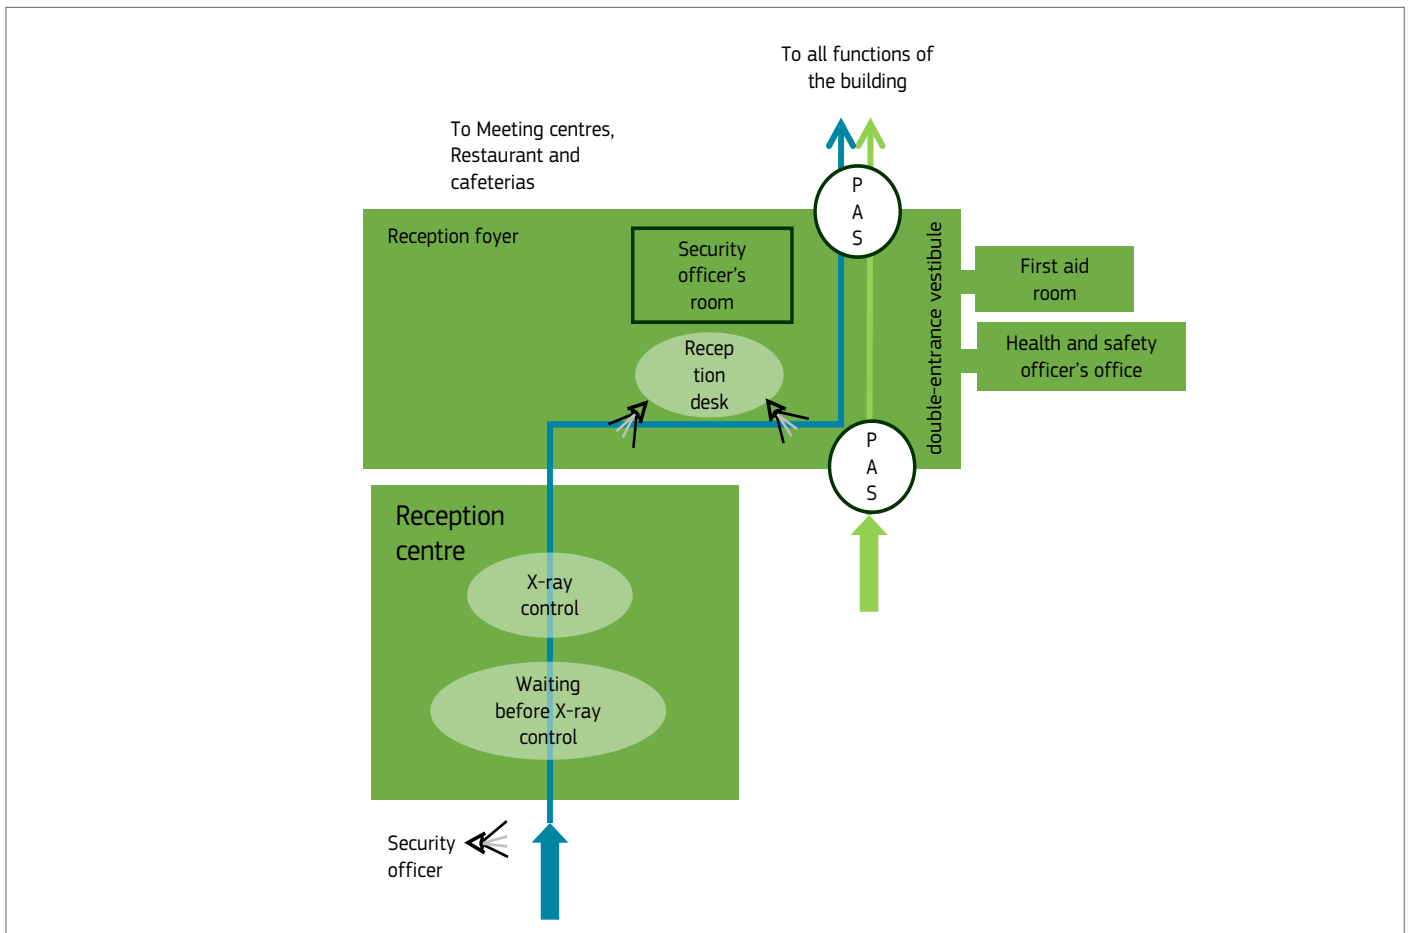 To all functions of
the building
To Meeting centres,
Restaurant and
cafeterias
P
A
S
Reception foyer
Security
officer's
room
double-entrance vestibule
First aid
room
Recep
tion
desk
Health and safety
officer's office
P
A
S
Reception
centre
X-ray
control
Waiting
before X-ray
control
Security
officer